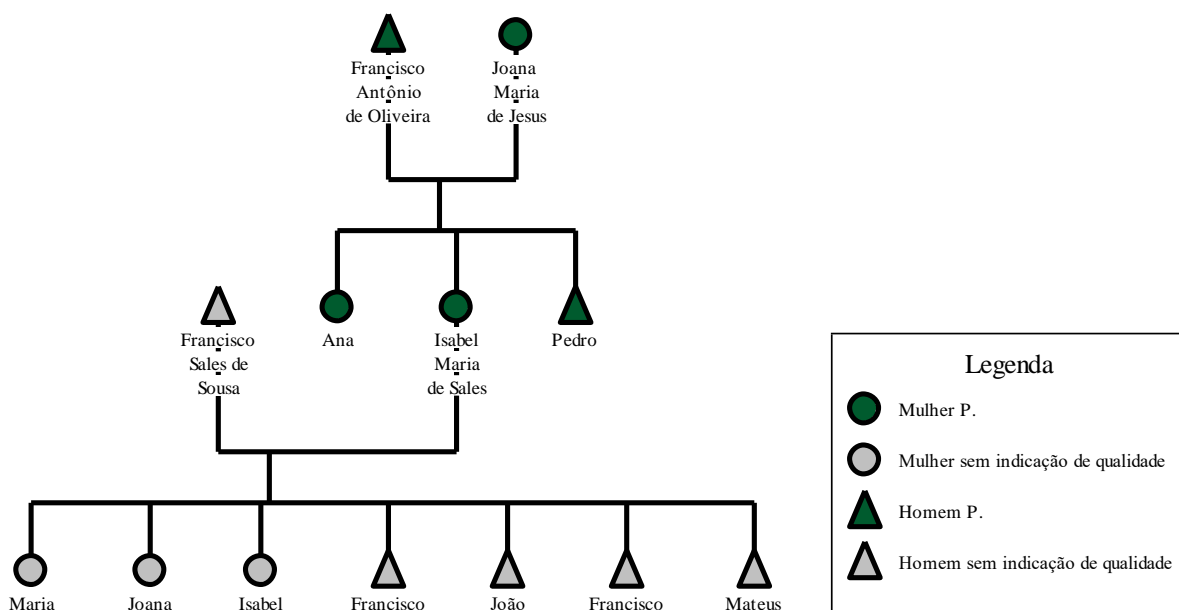 Francisco
Antônio
de Oliveira
Joana
Maria
de Jesus
Francisco
Sales de
Sousa
Ana
Isabel
Maria
de Sales
Pedro
Maria
Joana
Isabel
Francisco
João
Francisco
Mateus
Legenda
Mulher P.
Mulher sem indicação de qualidade
Homem P.
Homem sem indicação de qualidade